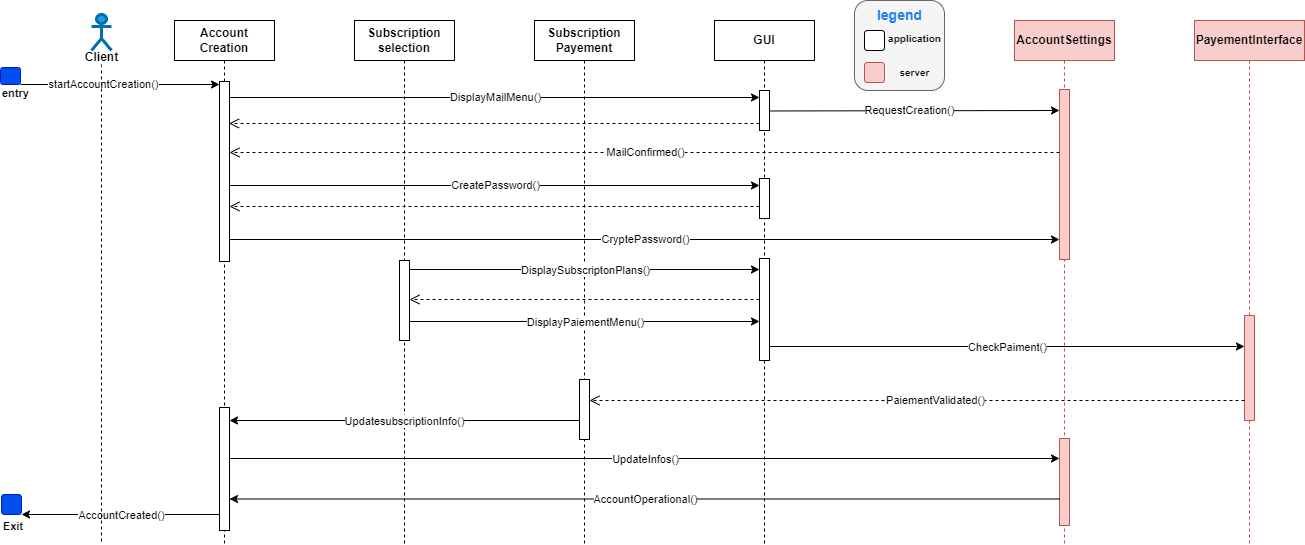 legend
application
server
Client
Account
Creation
Subscription
selection
Subscription
Payement
GUI
AccountSettings
PayementInterface
entry
startAccountCreation()
DisplayMailMenu()
RequestCreation()
MailConfirmed()
CreatePassword()
CryptePassword()
DisplaySubscriptonPlans()
DisplayPaiementMenu()
CheckPaiment()
PaiementValidated()
UpdatesubscriptionInfo()
UpdateInfos()
AccountOperational()
AccountCreated()
Exit